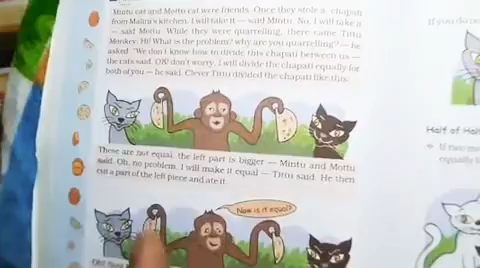 Mintu cat and Mottu cat were friends. Once they stole a chapati
from Malina's kitchen. I will take it — said Mintu. No, I will take it
— said Mottu. While they were quarrelling, there came Tittu
Monkey. Hi! What is the problem? why are you quarrelling? — he
asked. "We don't know how to divide this chapati between us —
the cats said. Oh! don't worry. I will divide the chapati equally for
both of you — he said. Clever Tittu divided the chapati like this.
These are not equal, the left part is bigger — Mintu and Mottu
said. Oh, no problem. I will make it equal — Tittu said. He then
cut a part of the left piece and ate it.
Now is it equal?
Oh!
If you
Half of Hal
If two
equally